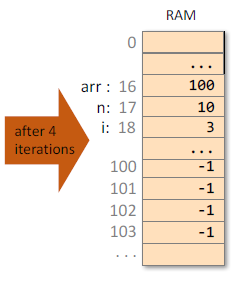 RAM
0
...
arr : 16 100
n: 17 10
i: 18 3
...
after 4
iterations
100 -1
101 -1
102 -1
103 -1
...